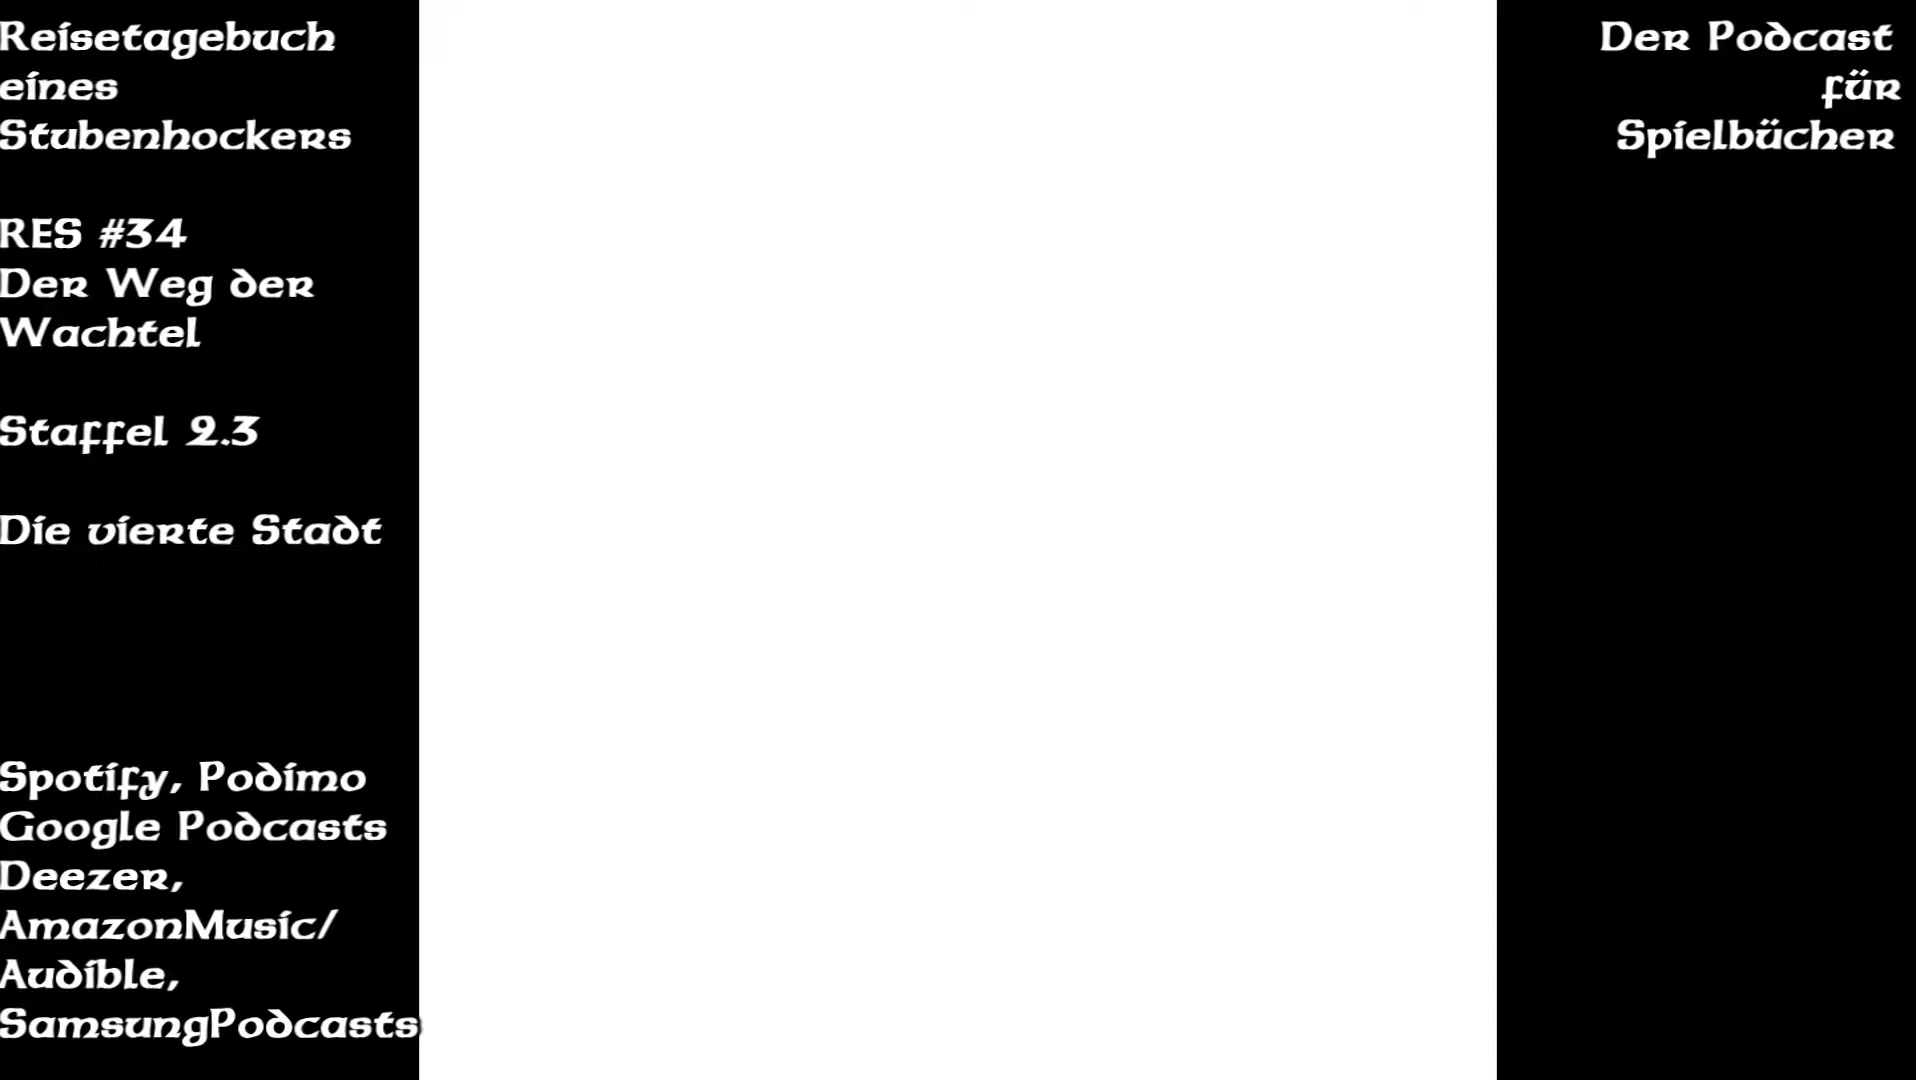 Reisetagebuch
eines
Stubenhockers
RES #34
Der Weg der
Wachtel
Staffel 2.3
Die vierte Stadt
Spotify, Podimo
Google Podcasts
Deezer,
AmazonMusic/
Audible,
SamsungPodcasts
Der Podcast
für
Spielbücher